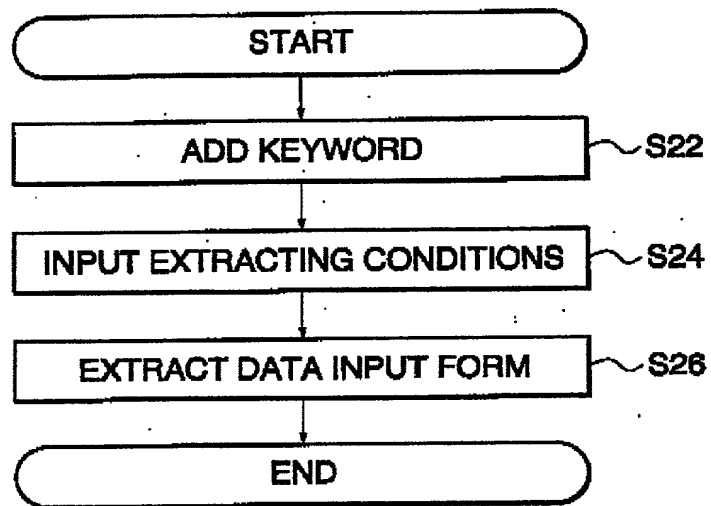 START
ADD KEYWORD S22
INPUT EXTRACTING CONDITIONS S24
EXTRACT DATA INPUT FORM S26
END